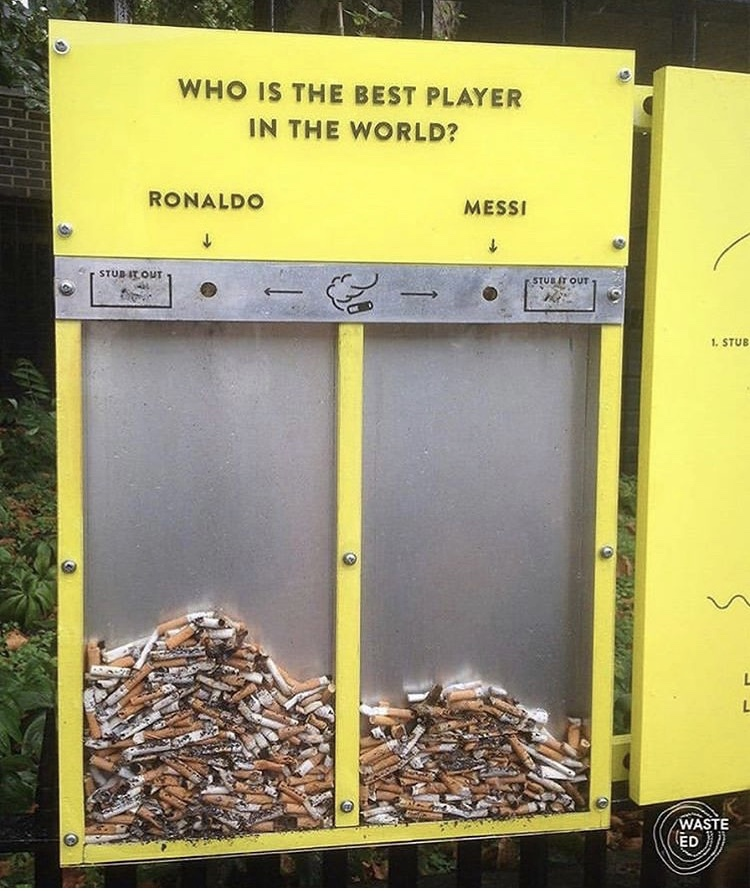 WHO IS THE BEST PLAYER
IN THE WORLD?
RONALDO
MESSI
STUB IT OUT
STUB IT OUT
1. STUB
L
L
WASTE
ED